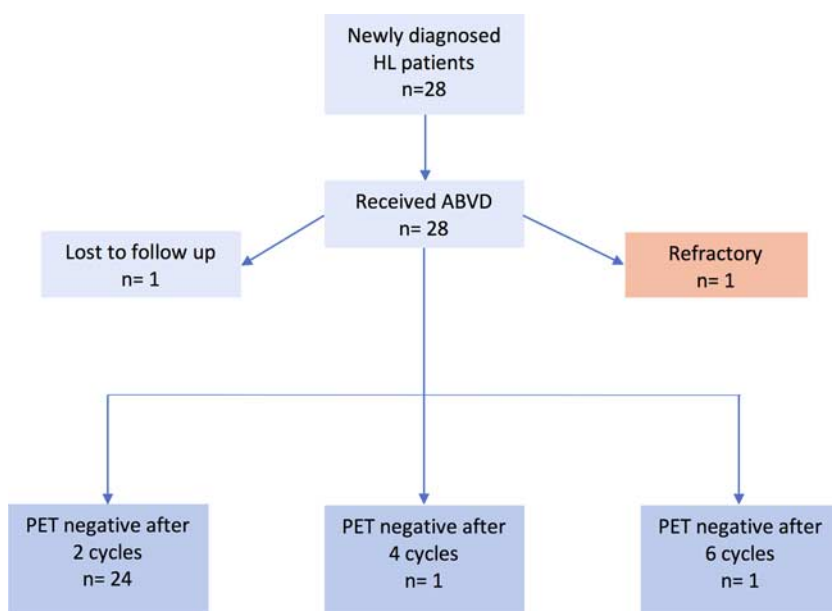 Newly diagnosed
HL patients
n=28
Received ABVD
n= 28
Lost to follow up
n= 1
Refractory
n= 1
PET negative after
2 cycles
n= 24
PET negative after
4 cycles
n= 1
PET negative after
6 cycles
n= 1